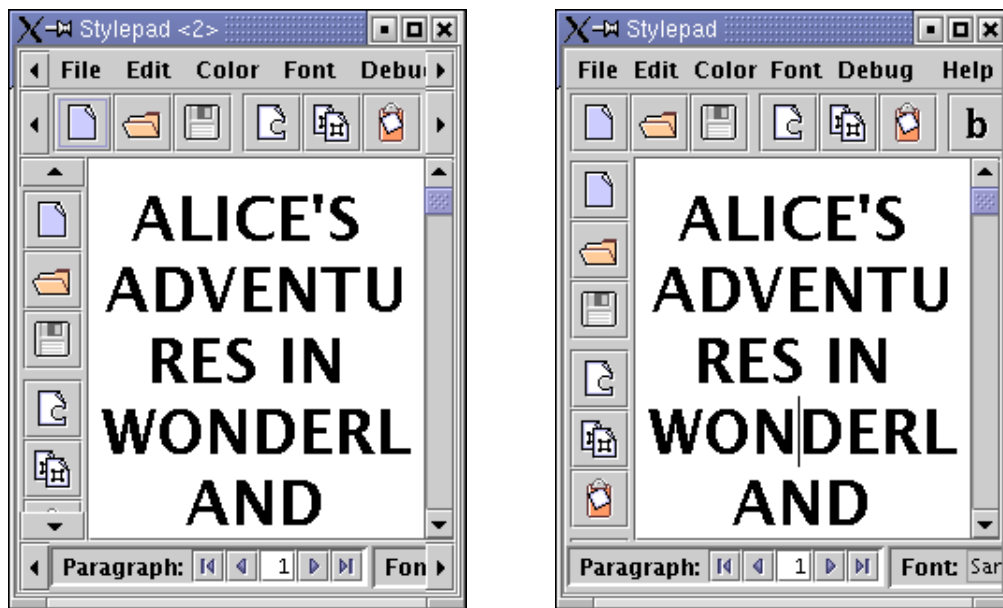 Stylepad <2>
File Edit Color Font Debu
ALICE'S
ADVENTU
RES IN
WONDERL
AND
Paragraph: 1 Fon
Stylepad
File Edit Color Font Debug Help
b
ALICE'S
ADVENTU
RES IN
WONDERL
AND
Paragraph: 1 Font: Sar